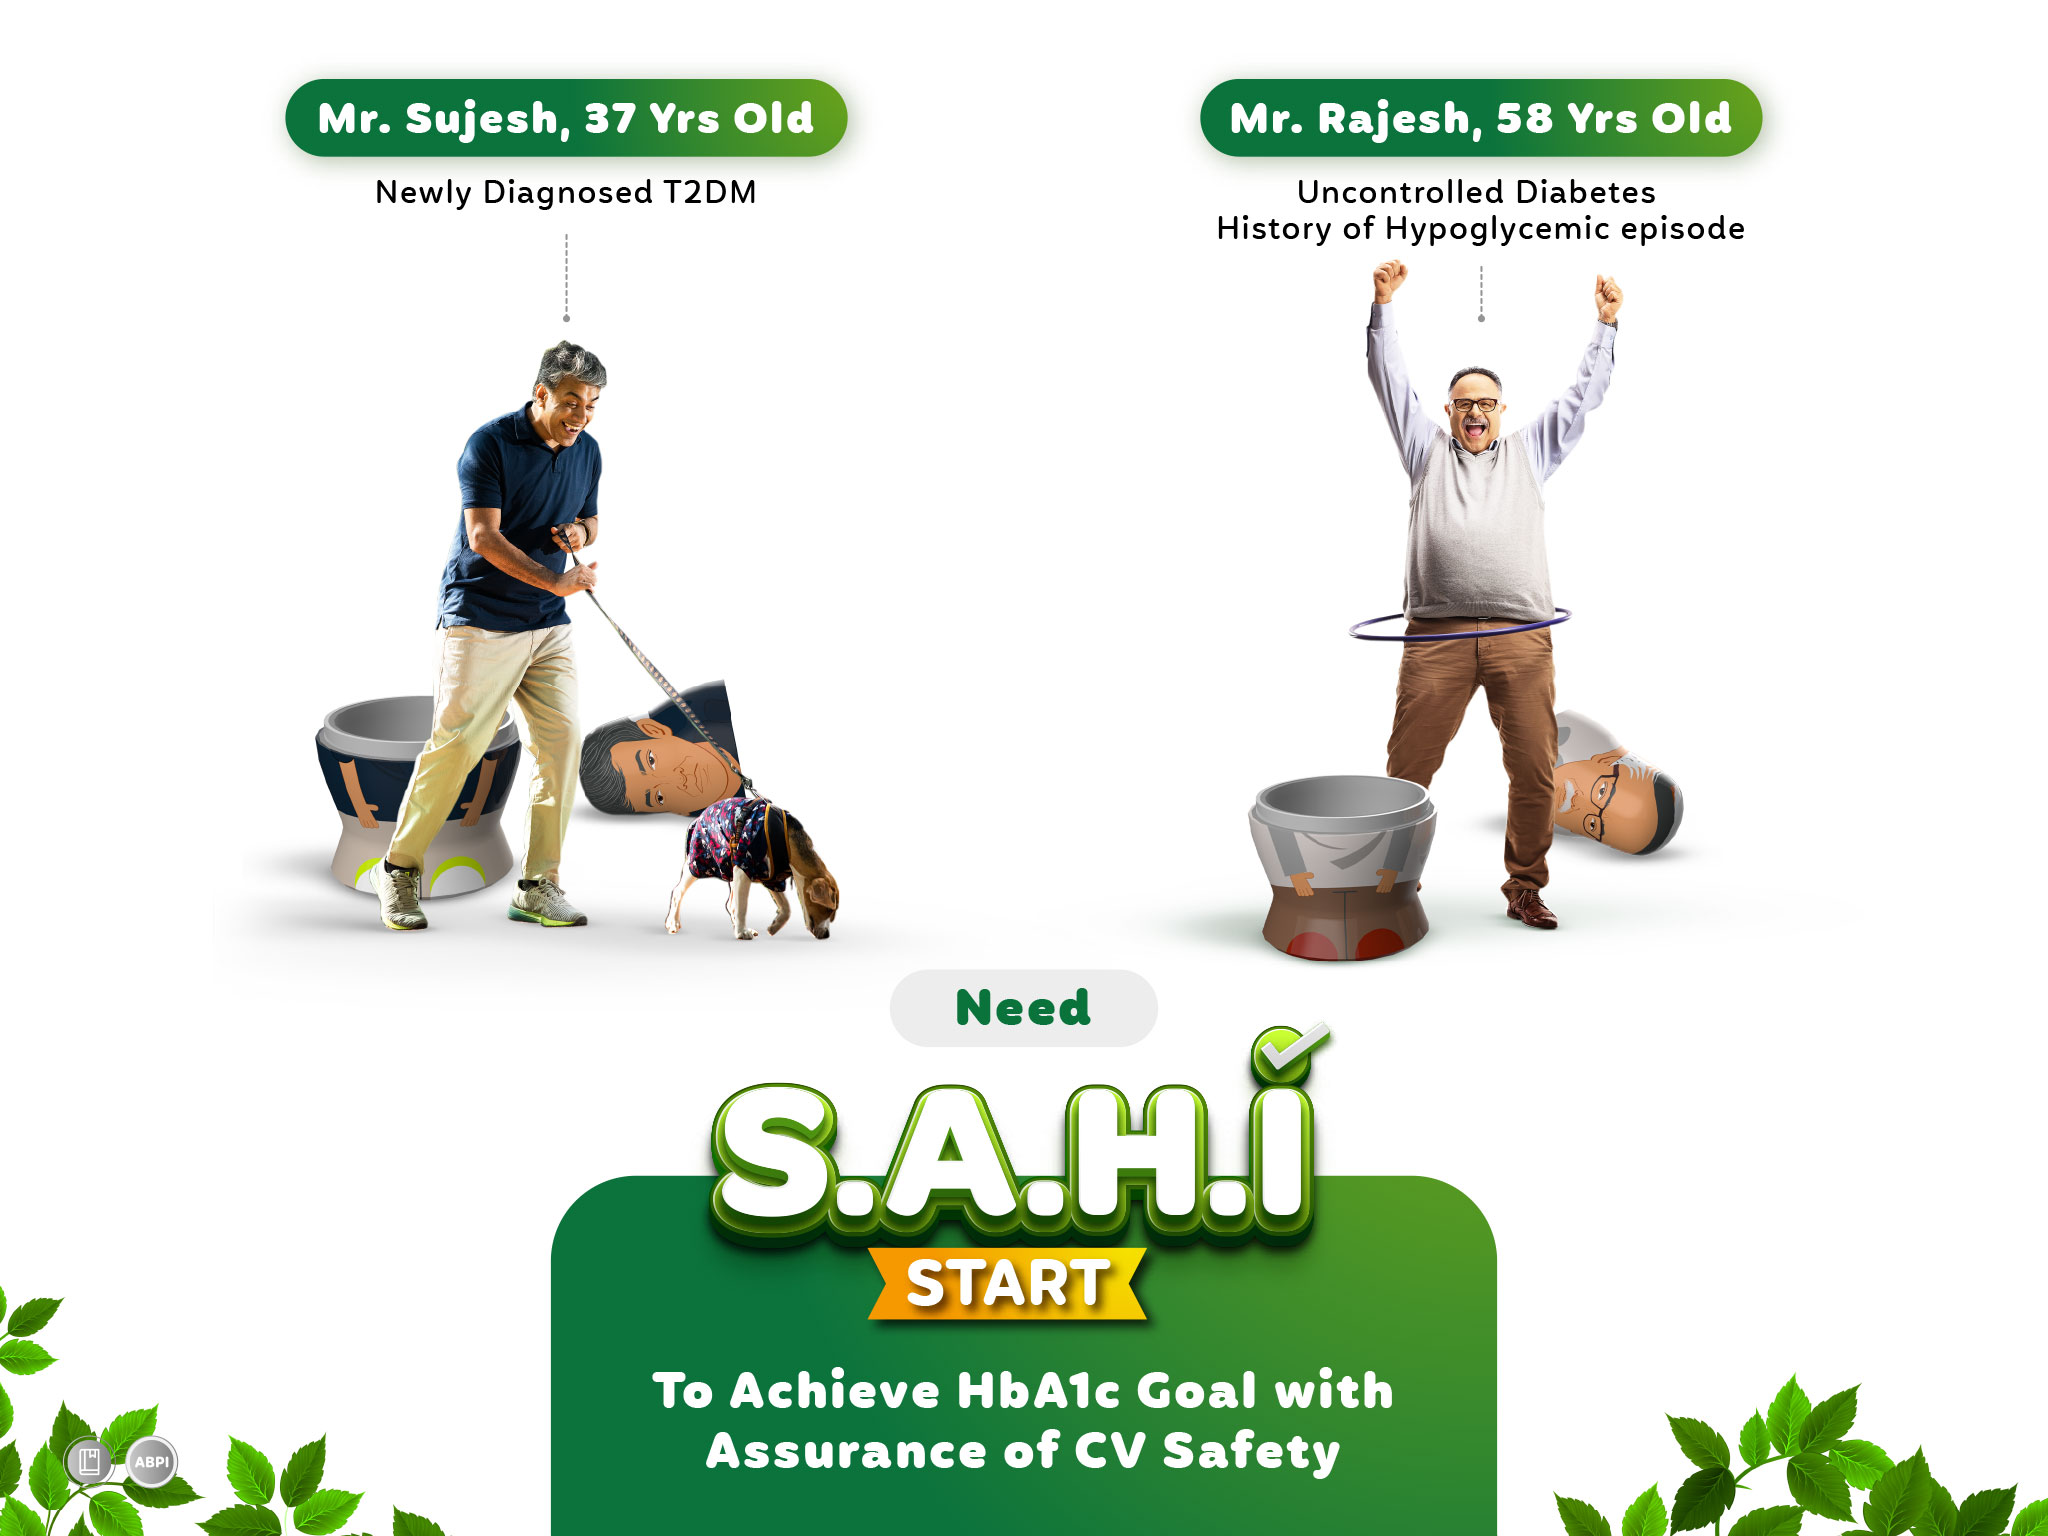 Mr. Sujesh, 37 Yrs Old
Newly Diagnosed T2DM
Mr. Rajesh, 58 Yrs Old
Uncontrolled Diabetes
History of Hypoglycemic episode
Need
S.A.H.I
START
To Achieve HbA1c Goal with
Assurance of CV Safety
ABPI